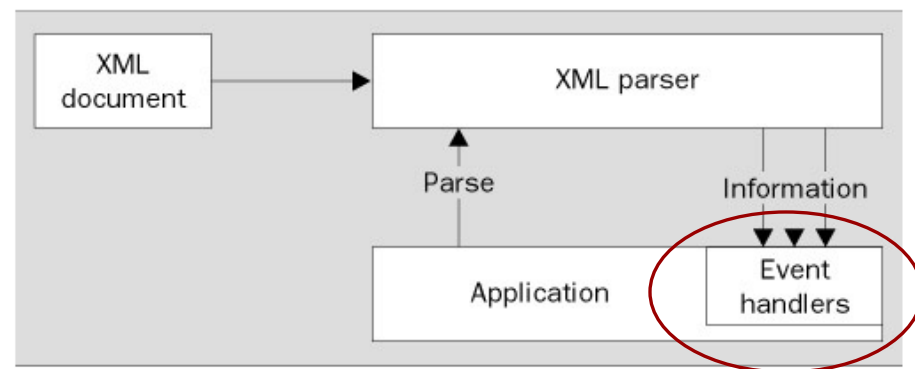 XML
document
XML parser
Parse
Information
Application
Event
handlers